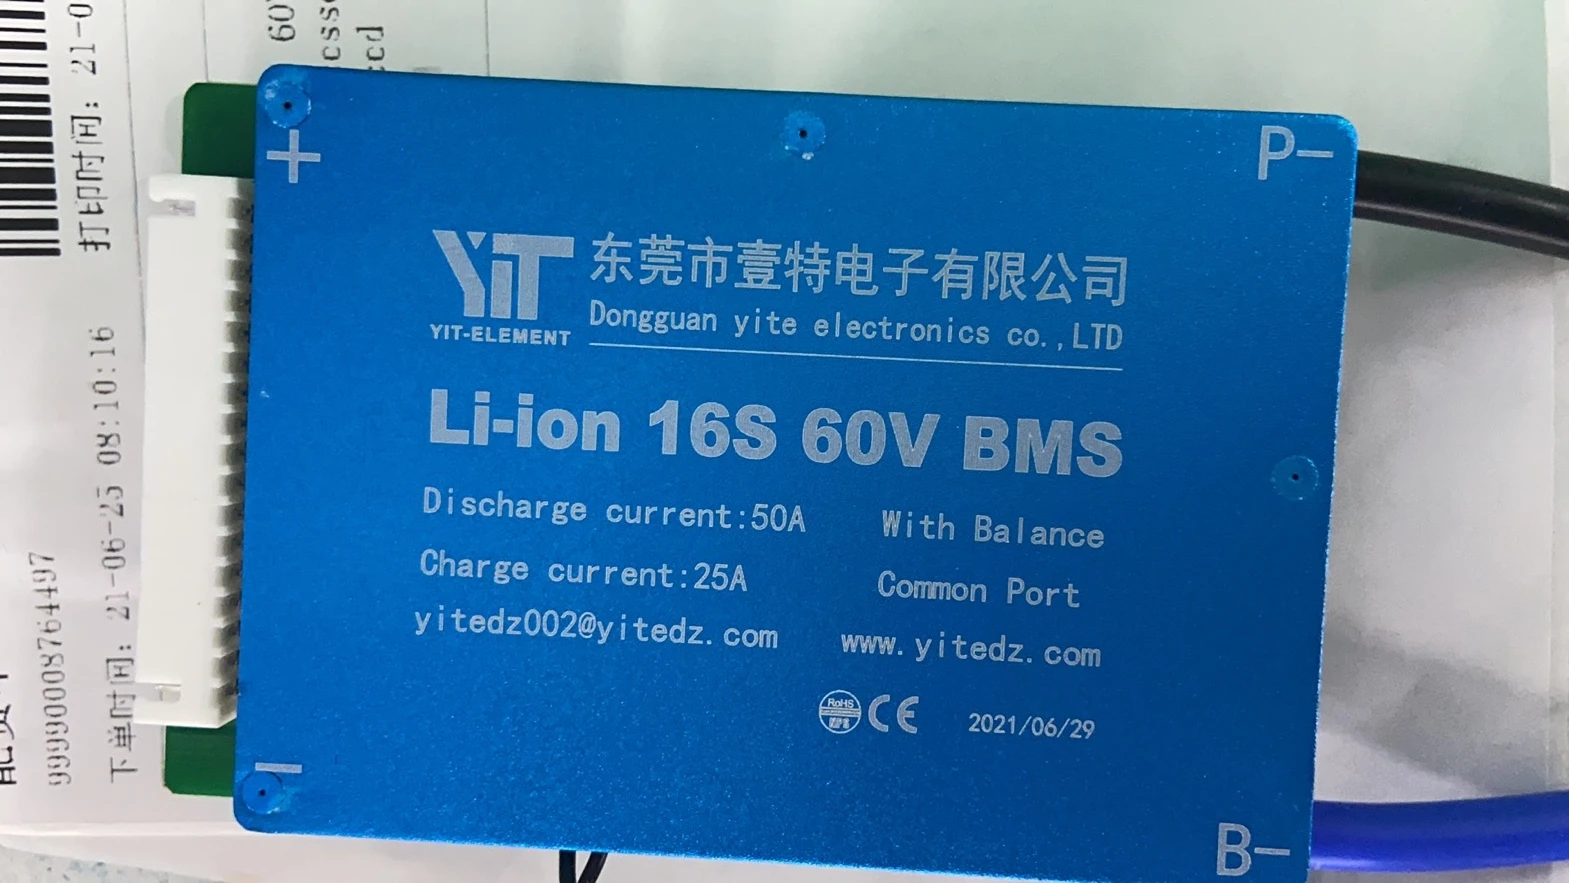 +
P-
YiT
YIT-ELEMENT
东莞市壹特电子有限公司
Dongguan yite electronics co.,LTD
Li-ion 16S 60V BMS
Discharge current:50A
With Balance
Charge current:25A
Common Port
yitedz002@yitedz.com
www.yitedz.com
RoHS
CE
2021/06/29
-
B-
打印时间: 21-0
下单时间: 21-06-25 08:10:16
9999000087644497
60